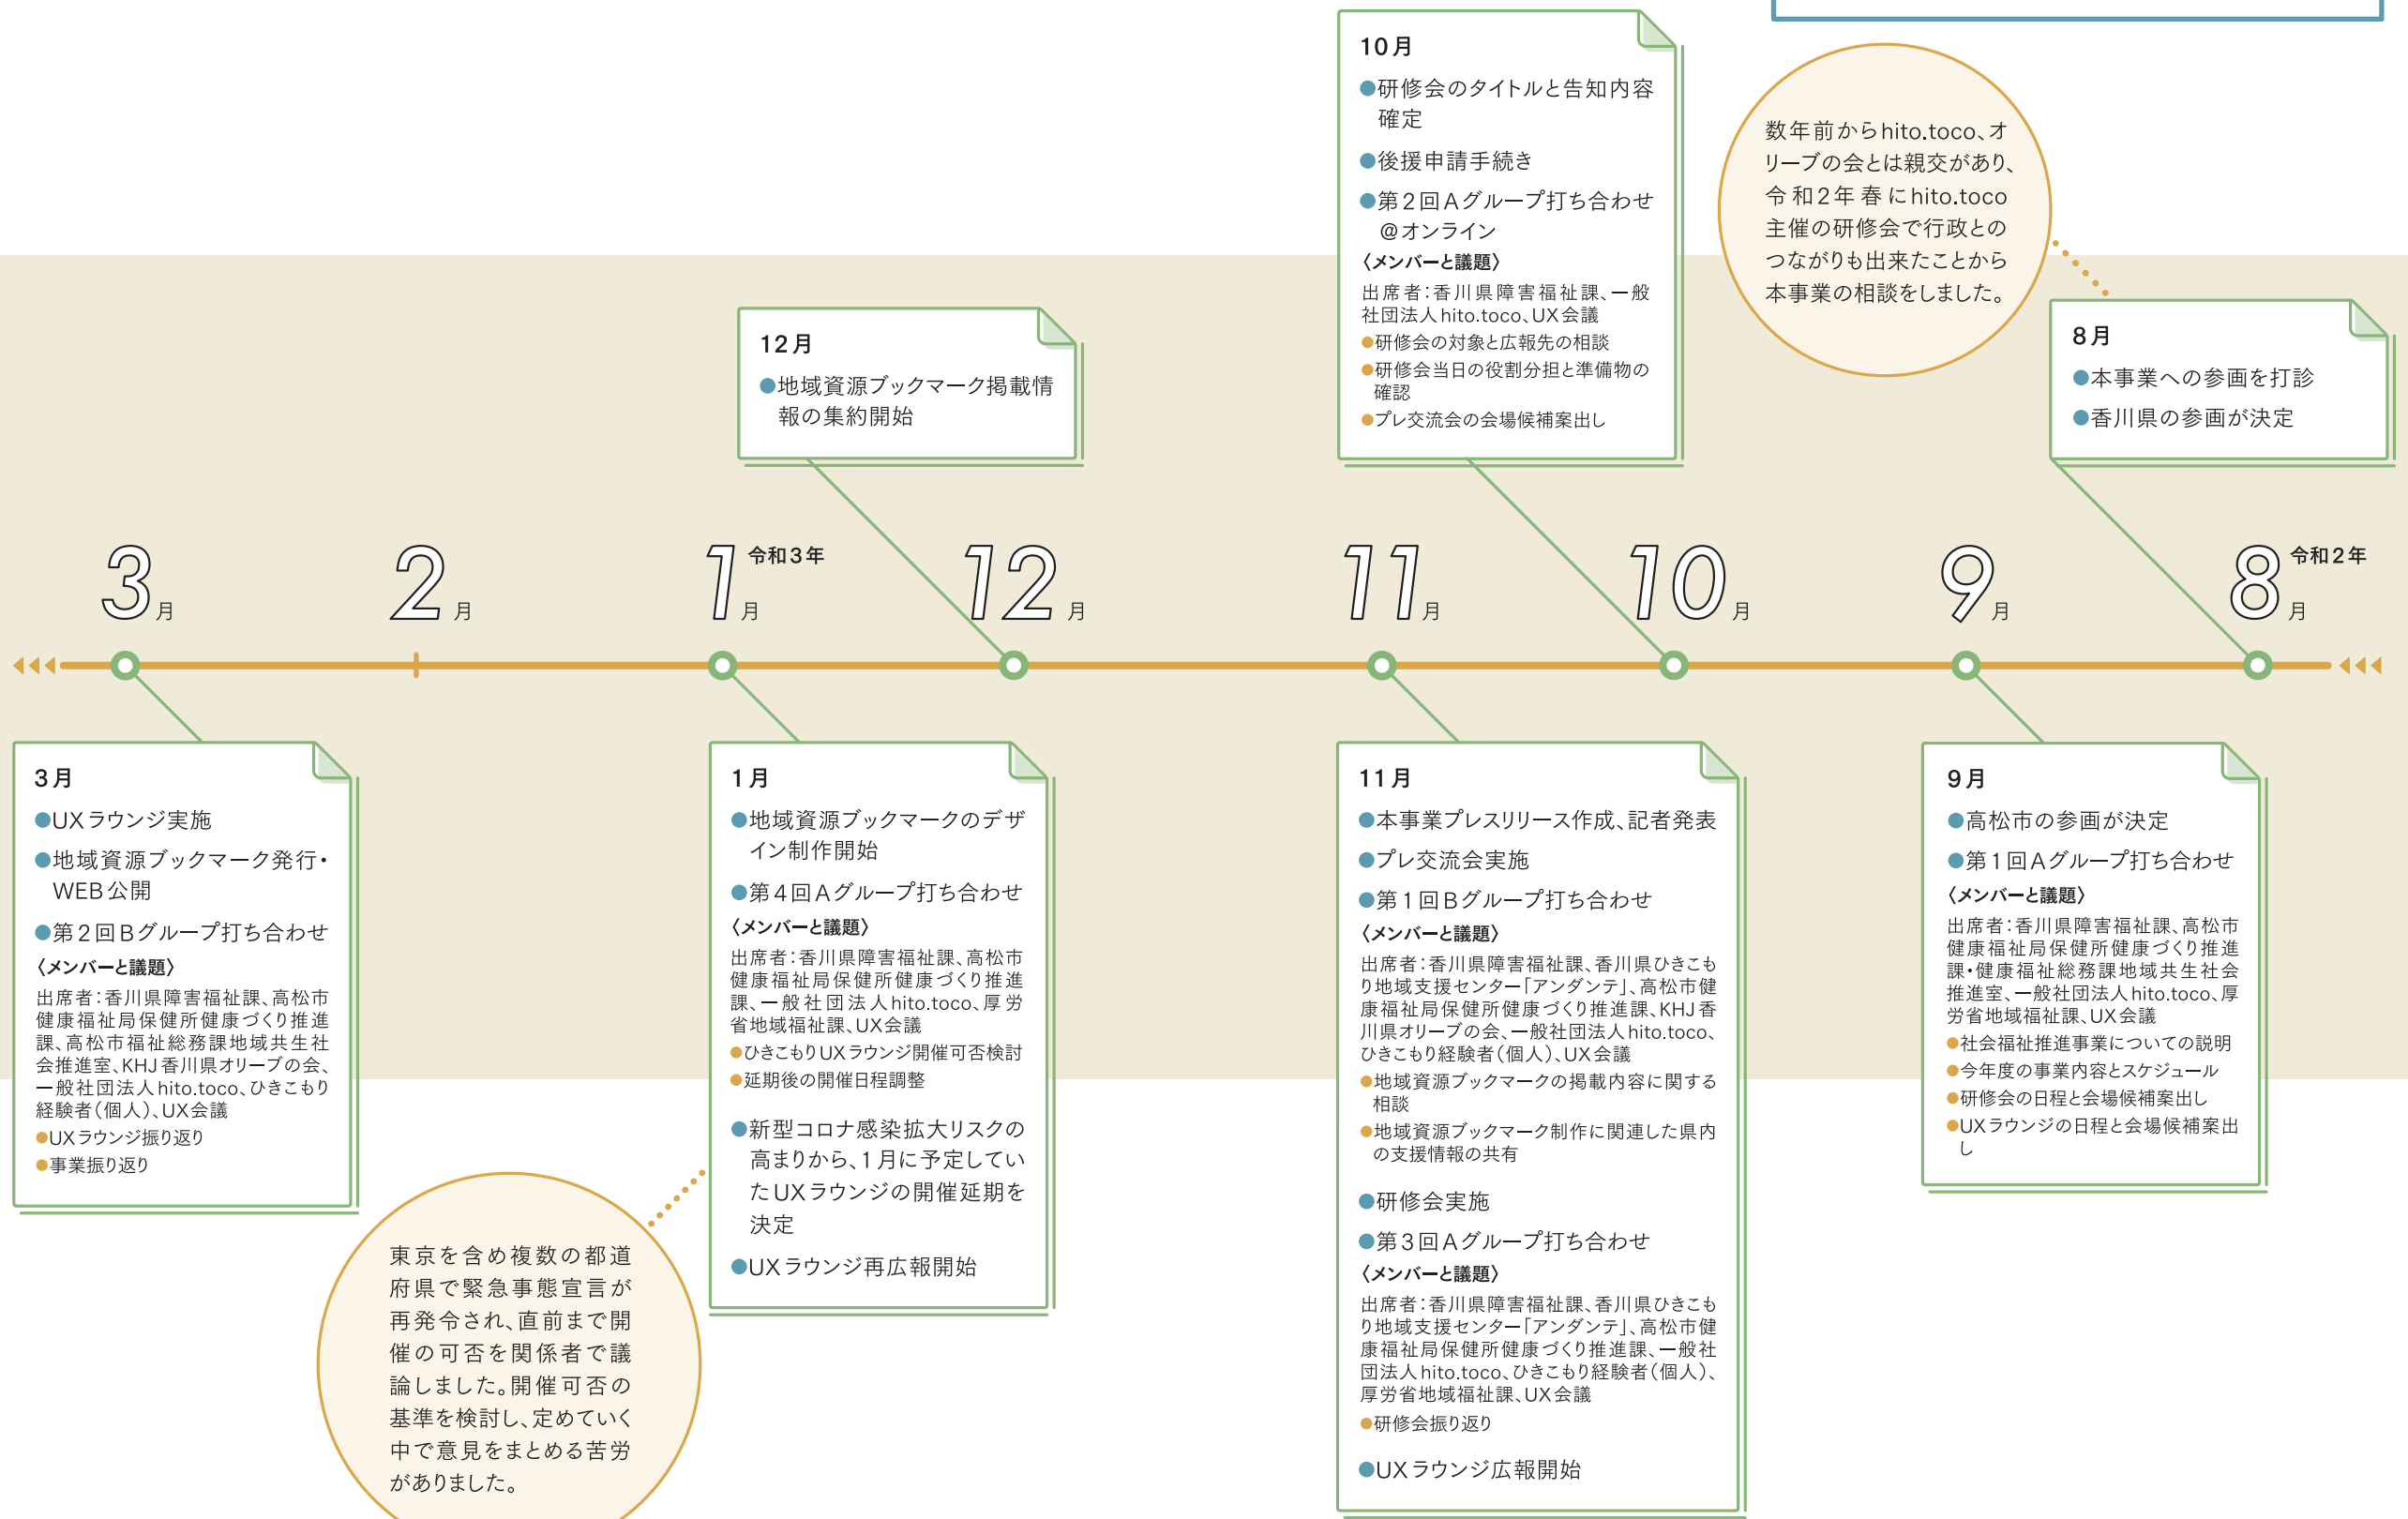 10月
●研修会のタイトルと告知内容
確定
●後援申請手続き
●第2回Aグループ打ち合わせ
@オンライン
〈メンバーと議題〉
出席者：香川県障害福祉課、一般
社団法人hito.toco、UX会議
●研修会の対象と広報先の相談
●研修会当日の役割分担と準備物の
確認
●プレ交流会の会場候補案出し
数年前からhito.toco、オ
リーブの会とは親交があり、
令和2年春にhito.toco
主催の研修会で行政との
つながりも出来たことから
本事業の相談をしました。
8月
●本事業への参画を打診
●香川県の参画が決定
12月
●地域資源ブックマーク掲載情
報の集約開始
8月 令和2年
9月
10月
11月
12月
1月 令和3年
2月
3月
9月
●高松市の参画が決定
●第1回Aグループ打ち合わせ
〈メンバーと議題〉
出席者：香川県障害福祉課、高松市
健康福祉局保健所健康づくり推進
課・健康福祉総務課地域共生社会
推進室、一般社団法人hito.toco、厚
労省地域福祉課、UX会議
●社会福祉推進事業についての説明
●今年度の事業内容とスケジュール
●研修会の日程と会場候補案出し
●UXラウンジの日程と会場候補案出
し
11月
●本事業プレスリリース作成、記者発表
●プレ交流会実施
●第1回Bグループ打ち合わせ
〈メンバーと議題〉
出席者：香川県障害福祉課、香川県ひきこも
り地域支援センター「アンダンテ」、高松市健
康福祉局保健所健康づくり推進課、KHJ香
川県オリーブの会、一般社団法人hito.toco、
ひきこもり経験者（個人）、UX会議
●地域資源ブックマークの掲載内容に関する
相談
●地域資源ブックマーク制作に関連した県内
の支援情報の共有
●研修会実施
●第3回Aグループ打ち合わせ
〈メンバーと議題〉
出席者：香川県障害福祉課、香川県ひきこも
り地域支援センター「アンダンテ」、高松市健
康福祉局保健所健康づくり推進課、一般社
団法人hito.toco、ひきこもり経験者（個人）、
厚労省地域福祉課、UX会議
●研修会振り返り
●UXラウンジ広報開始
1月
●地域資源ブックマークのデザ
イン制作開始
●第4回Aグループ打ち合わせ
〈メンバーと議題〉
出席者：香川県障害福祉課、高松市
健康福祉局保健所健康づくり推進
課、一般社団法人hito.toco、厚労
省地域福祉課、UX会議
●ひきこもりUXラウンジ開催可否検討
●延期後の開催日程調整
●新型コロナ感染拡大リスクの
高まりから、1月に予定してい
たUXラウンジの開催延期を
決定
●UXラウンジ再広報開始
東京を含め複数の都道
府県で緊急事態宣言が
再発令され、直前まで開
催の可否を関係者で議
論しました。開催可否の
基準を検討し、定めていく
中で意見をまとめる苦労
がありました。
3月
●UXラウンジ実施
●地域資源ブックマーク発行・
WEB公開
●第2回Bグループ打ち合わせ
〈メンバーと議題〉
出席者：香川県障害福祉課、高松市
健康福祉局保健所健康づくり推進
課、高松市福祉総務課地域共生社
会推進室、KHJ香川県オリーブの会、
一般社団法人hito.toco、ひきこもり
経験者（個人）、UX会議
●UXラウンジ振り返り
●事業振り返り